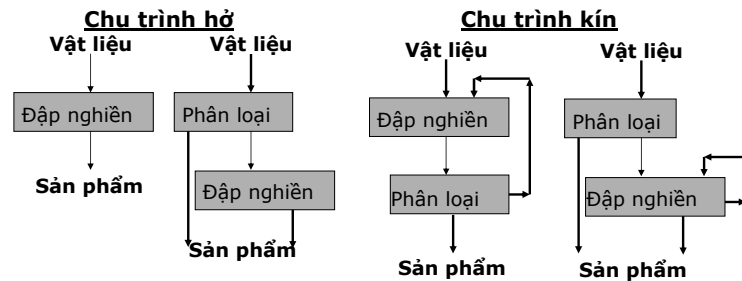 Chu trình hở
Vật liệu
Vật liệu
Đập nghiền
Phân loại
Sản phẩm
Đập nghiền
Sản phẩm
Chu trình kín
Vật liệu
Vật liệu
Đập nghiền
Phân loại
Phân loại
Đập nghiền
Sản phẩm
Sản phẩm